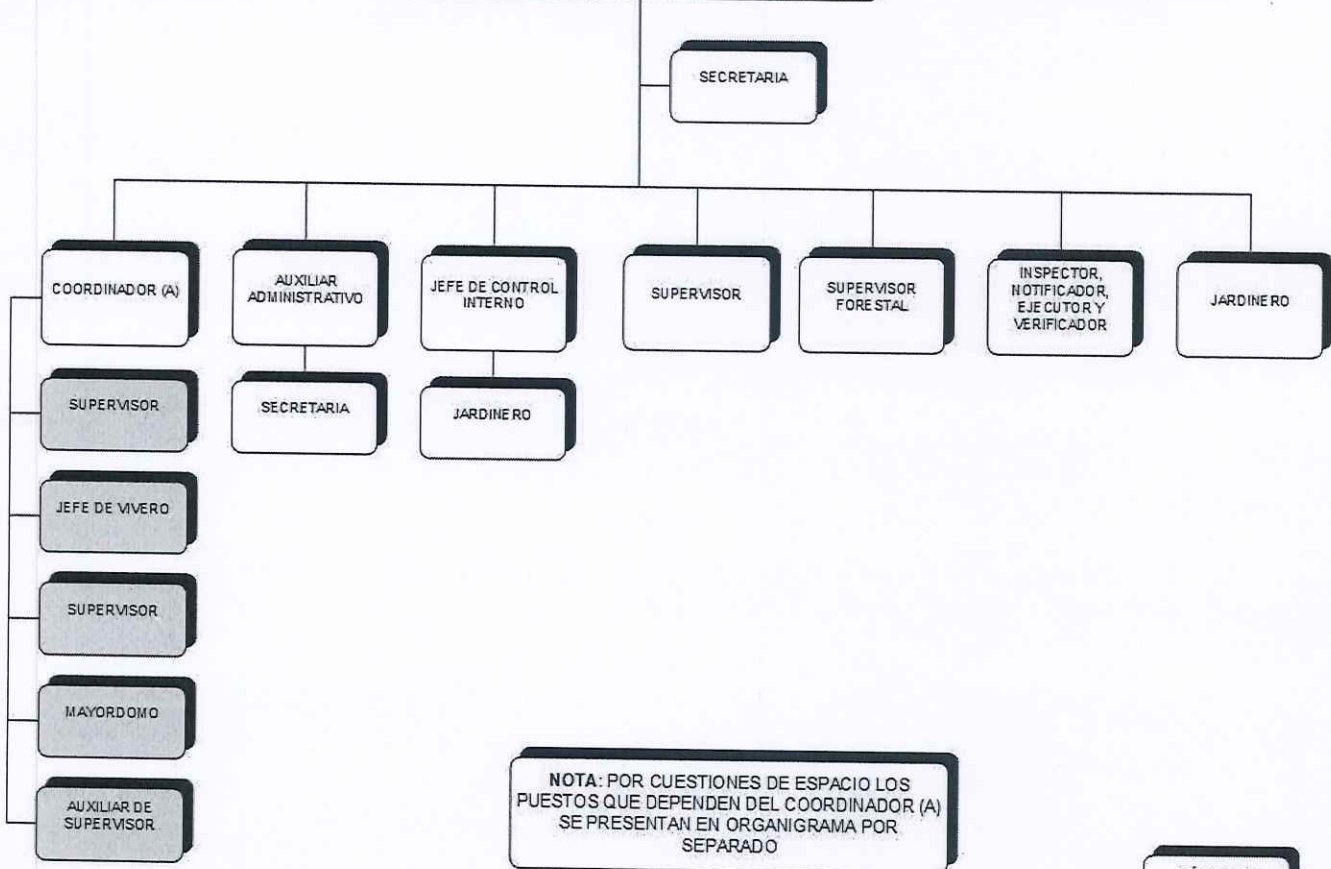 SECRETARIA
COORDINADOR (A)
AUXILIAR
ADMINISTRATIVO
JEFE DE CONTROL
INTERNO
SUPERVISOR
SUPERVISOR
FORESTAL
INSPECTOR,
NOTIFICADOR,
EJECUTOR Y
VERIFICADOR
JARDINERO
SUPERVISOR
SECRETARIA
JARDINERO
JEFE DE VIVERO
SUPERVISOR
MAYORDOMO
AUXILIAR DE
SUPERVISOR
NOTA: POR CUESTIONES DE ESPACIO LOS
PUESTOS QUE DEPENDEN DEL COORDINADOR (A)
SE PRESENTAN EN ORGANIGRAMA POR
SEPARADO